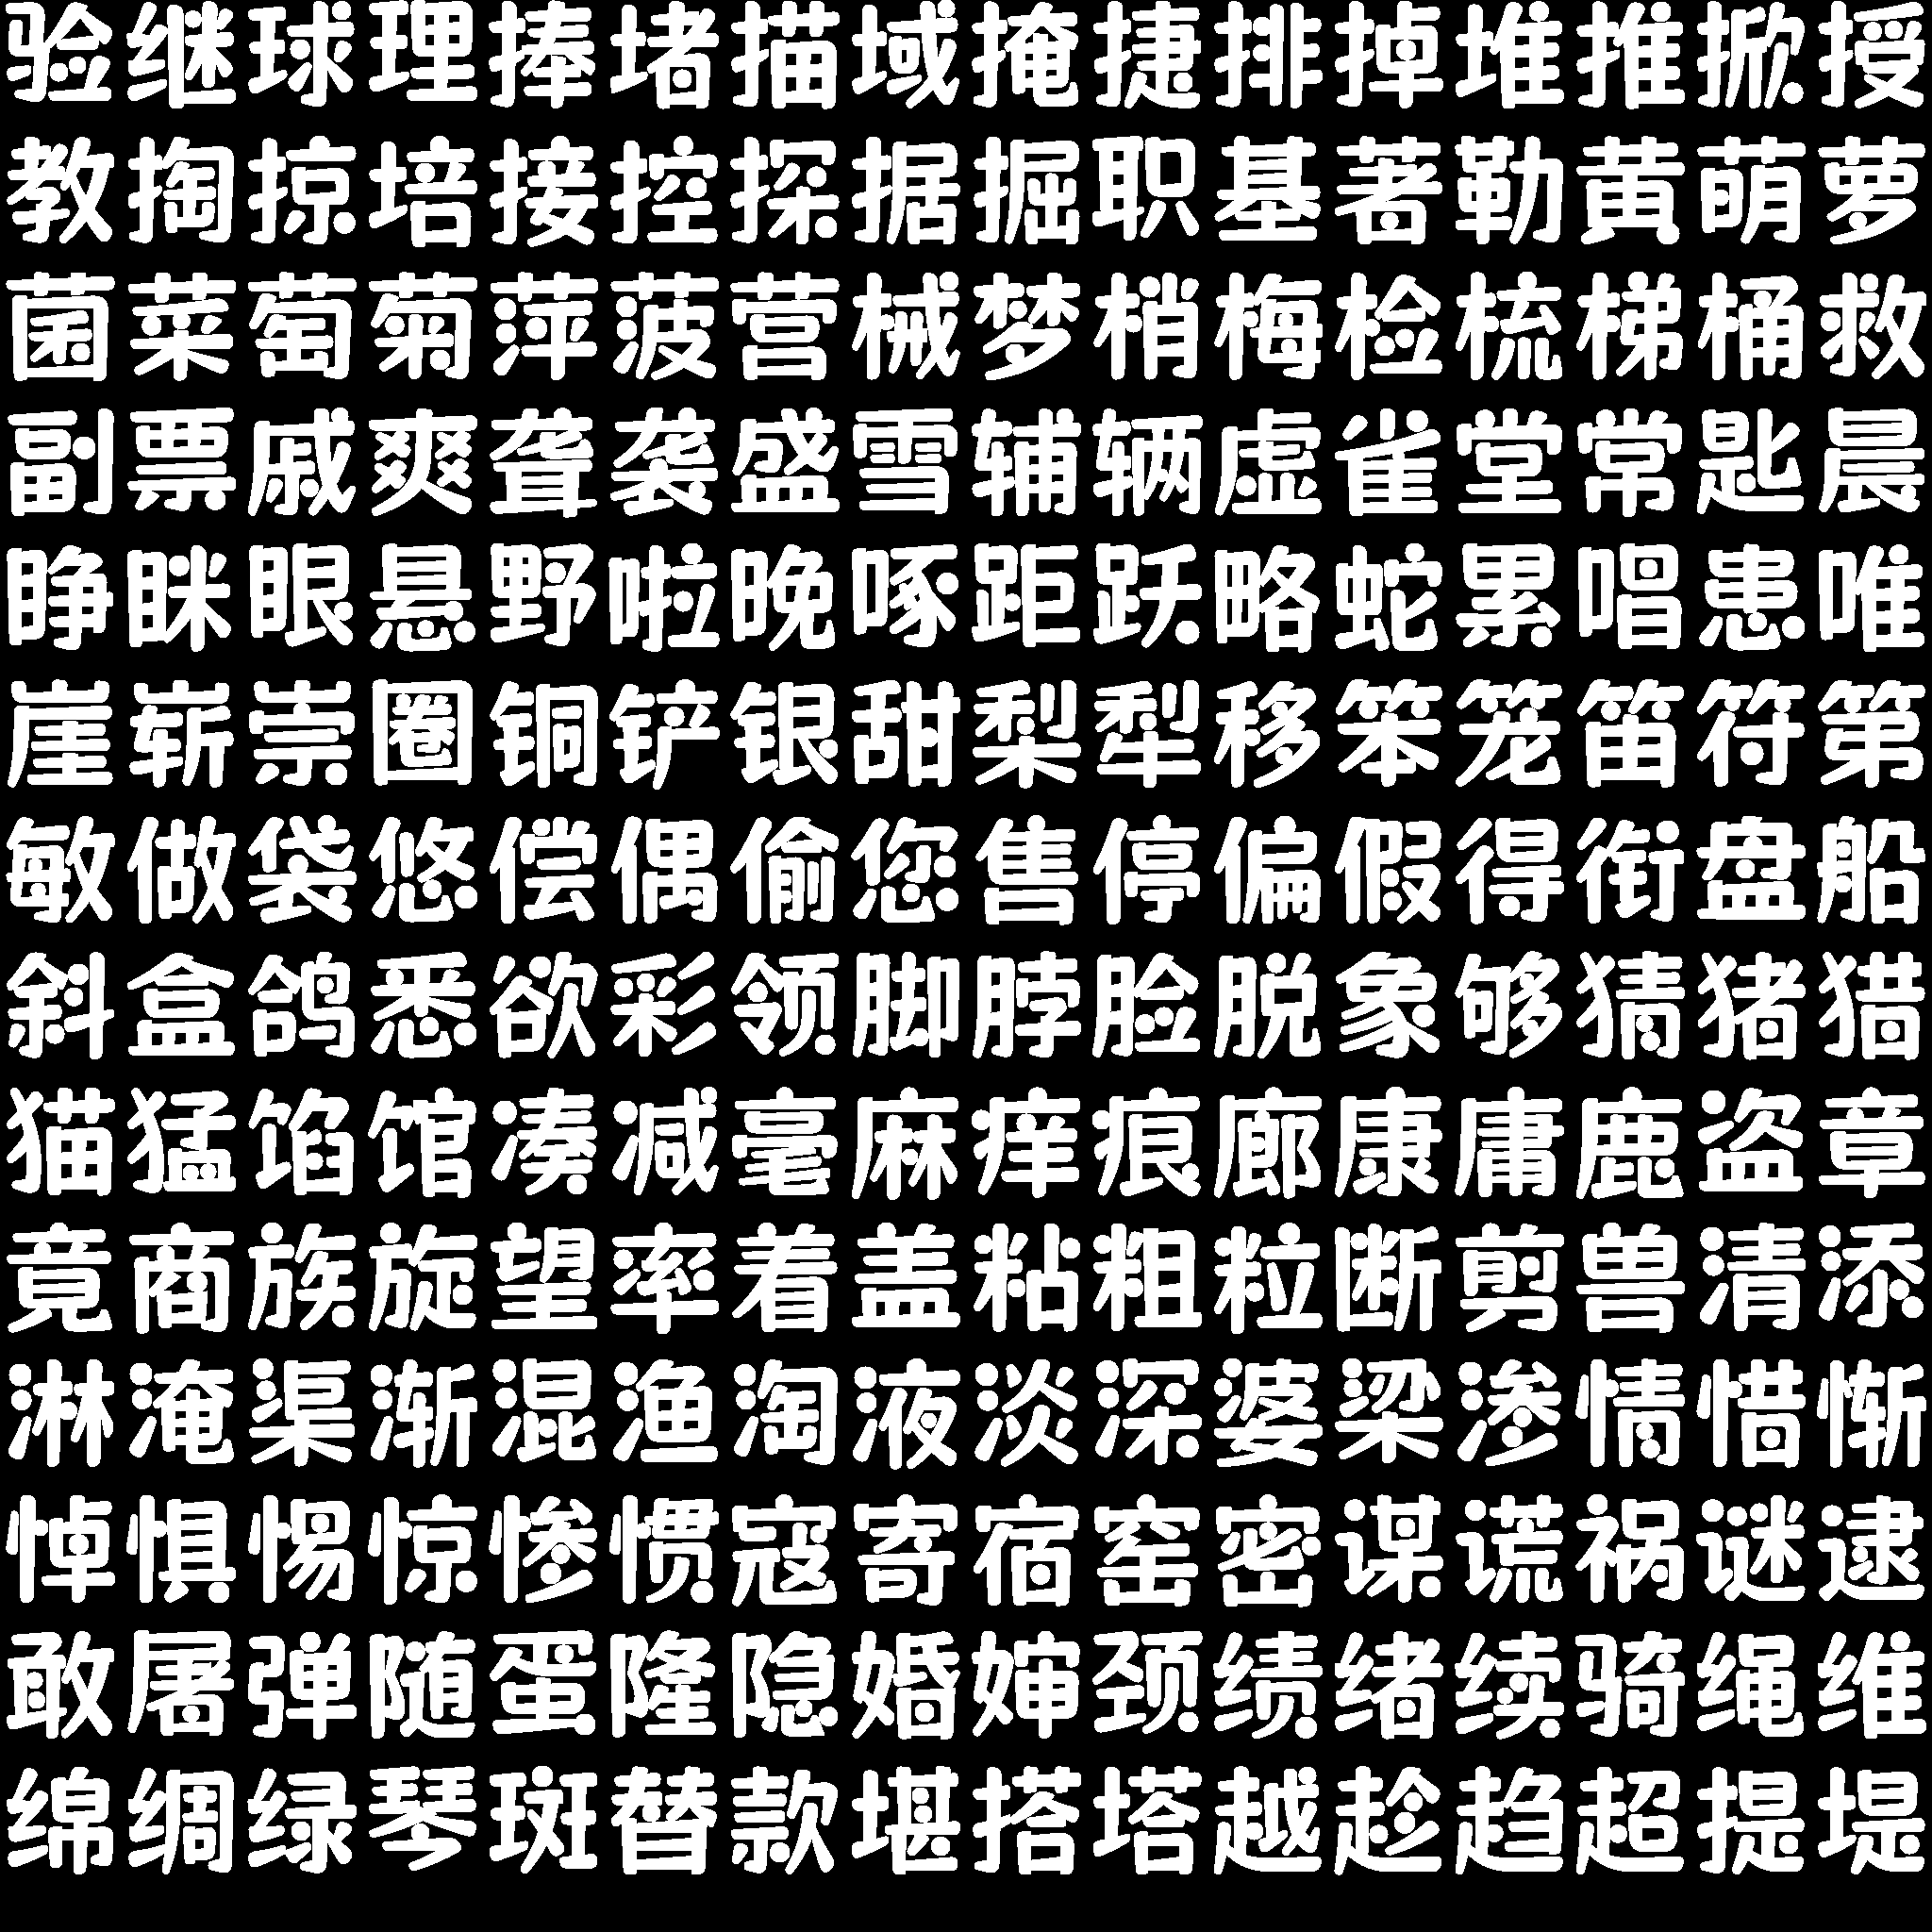 验继球理捧堵描域掩捷排掉堆推掀授
教掏掠培接控探据掘职基著勒黄萌萝
菌菜萄菊萍菠营械梦梢梅检梳梯桶救
副票戚爽聋袭盛雪辅辆虚雀堂常匙晨
睁眯眼悬野啦晚啄距跃略蛇累唱患唯
崖崭崇圈铜铲银甜梨犁移笨笼笛符第
敏做袋悠偿偶偷您售停偏假得衔盘船
斜盒鸽悉欲彩领脚脖脸脱象够猜猪猎
猫猛馅馆凑减毫麻痒痕廊康庸鹿盗章
竟商族旋望率着盖粘粗粒断剪兽清添
淋淹渠渐混渔淘液淡深婆梁渗情惜惭
悼惧惕惊惨惯寇寄宿窑密谋谎祸谜逮
敢屠弹随蛋隆隐婚婶颈绩绪续骑绳维
绵绸绿琴斑替款堪搭塔越趁趋超提堤